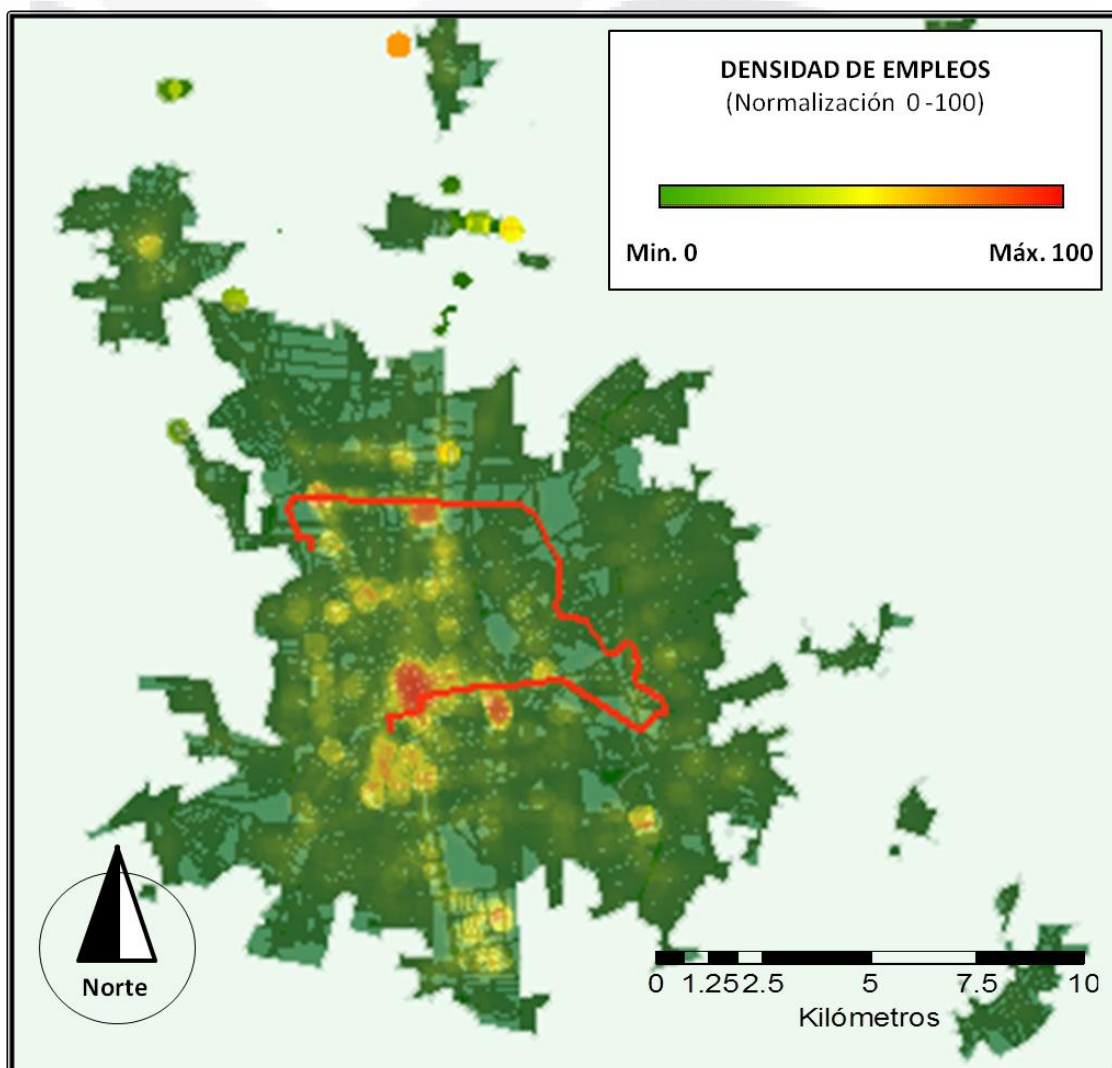 DENSIDAD DE EMPLEOS
(Normalización 0 -100)
Min. 0 Máx. 100
Norte
0 1.25 2.5 5 7.5 10
Kilómetros